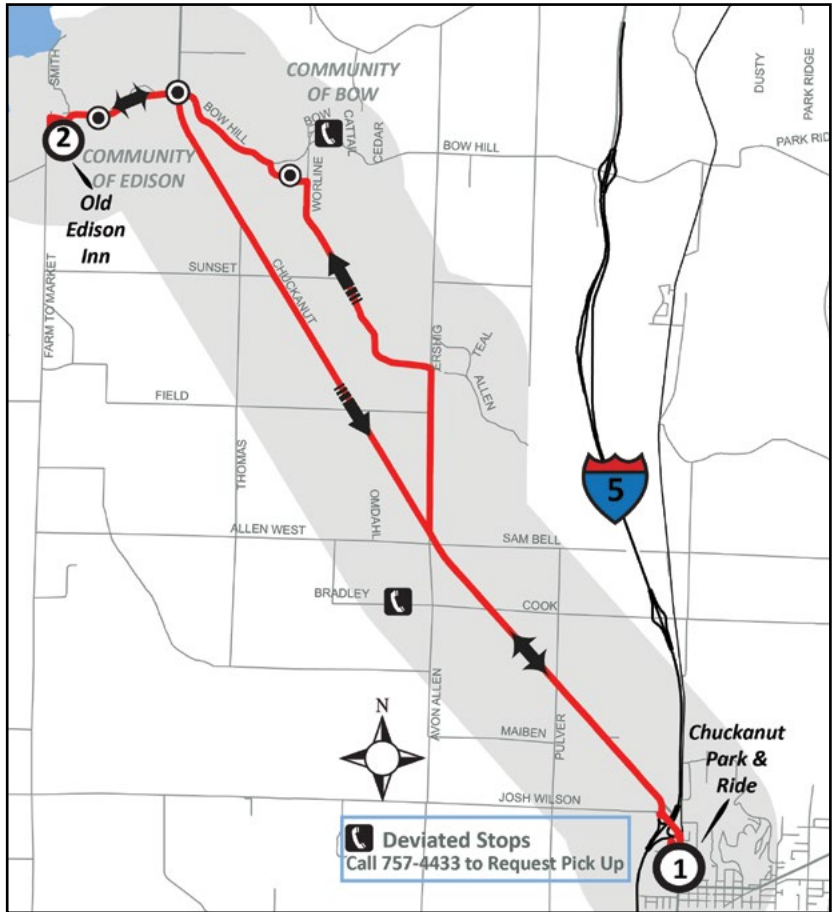 SMITH
COMMUNITY
OF BOW
DUSTY
PARK RIDGE
BOW HILL
BOW
CATTAIL
CEDAR
BOW HILL
PARK RID
2
COMMUNITY
OF EDISON
WORLINE
Old
Edison
Inn
SUNSET
CHUCKANUT
FARM TO MARKET
ERSHIG
TEAL
ALLEN
FIELD
THOMAS
5
OMDAHL
ALLEN WEST
SAM BELL
BRADLEY
COOK
AVON ALLEN
N
MAIBEN
PULVER
Chuckanut
Park &
Ride
JOSH WILSON
Deviated Stops
Call 757-4433 to Request Pick Up
1